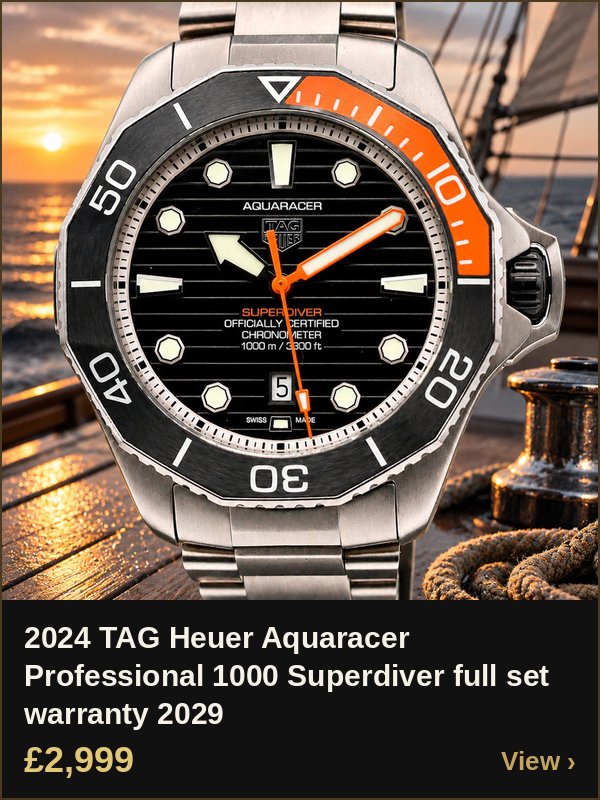 10
20
30
40
50
AQUARACER
TAG
HEUER
SUPERDIVER
OFFICIALLY CERTIFIED
CHRONOMETER
1000 m / 3300 ft
5
SWISS MADE
2024 TAG Heuer Aquaracer
Professional 1000 Superdiver full set
warranty 2029
£2,999
View ›